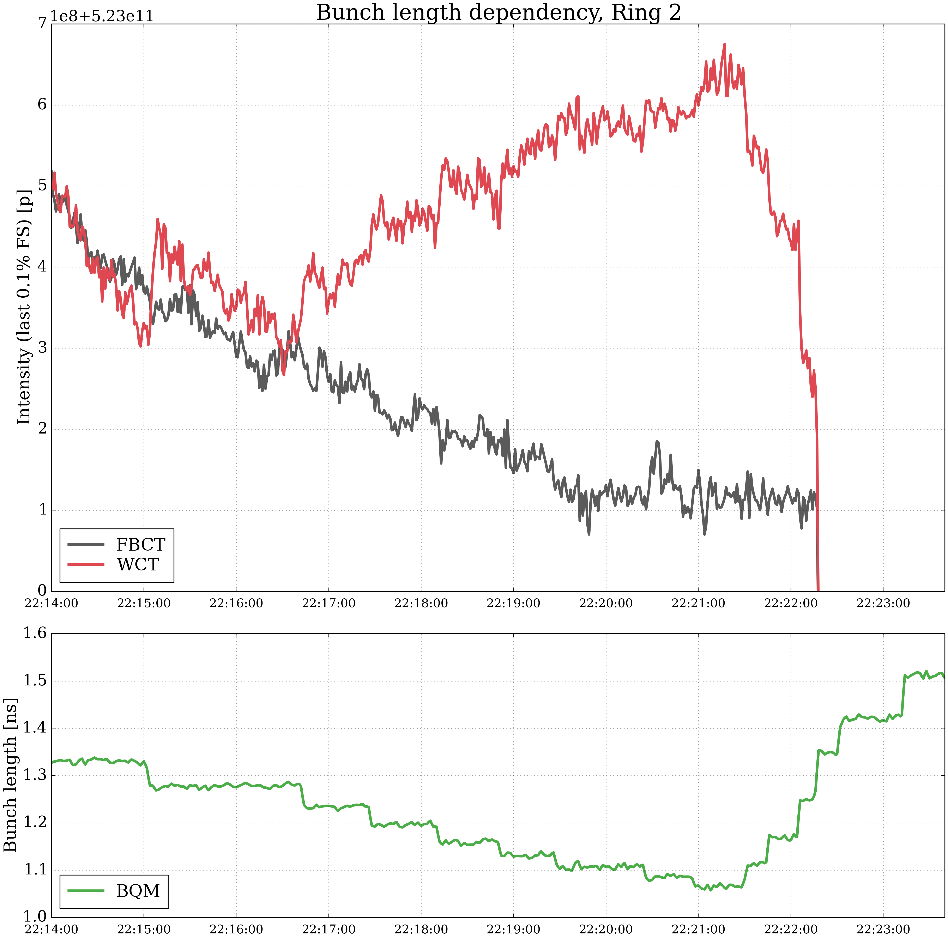 Bunch length dependency, Ring 2
1e8+5.23e11
Intensity (last 0.1% FS) [p]
7
6
5
4
3
2
1
0
FBCT
WCT
22:14:00 22:15:00 22:16:00 22:17:00 22:18:00 22:19:00 22:20:00 22:21:00 22:22:00 22:23:00
Bunch length [ns]
1.6
1.5
1.4
1.3
1.2
1.1
1.0
BQM
22:14:00 22:15:00 22:16:00 22:17:00 22:18:00 22:19:00 22:20:00 22:21:00 22:22:00 22:23:00